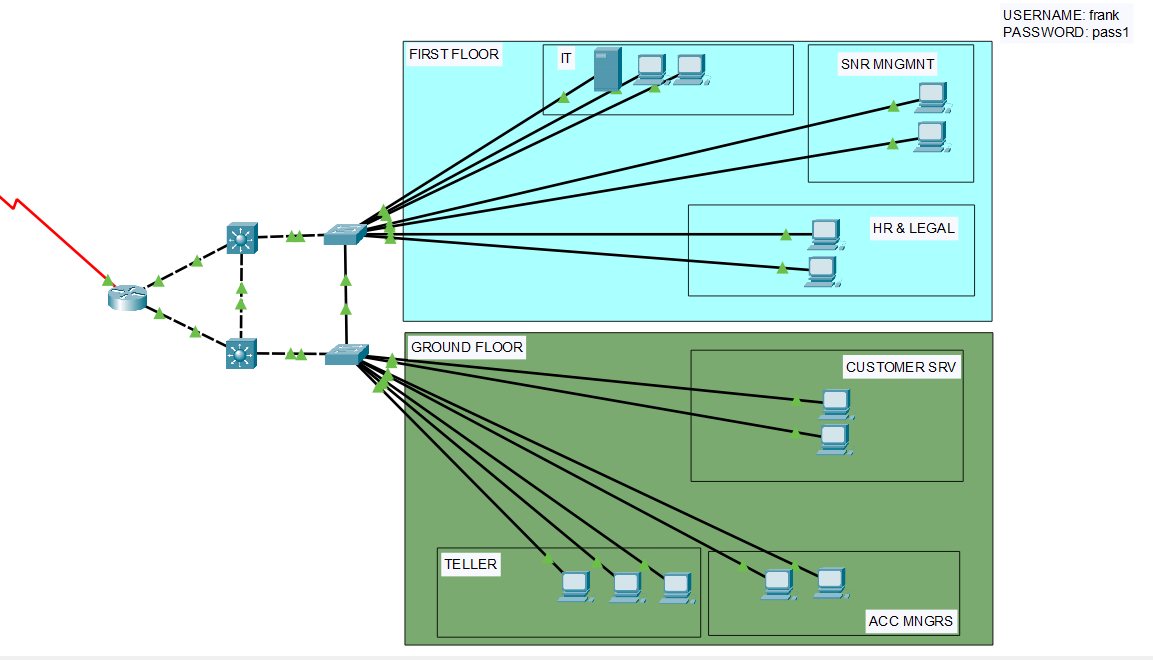 USERNAME: frank
PASSWORD: pass1
FIRST FLOOR
IT
SNR MNGMNT
HR & LEGAL
GROUND FLOOR
CUSTOMER SRV
TELLER
ACC MNGRS